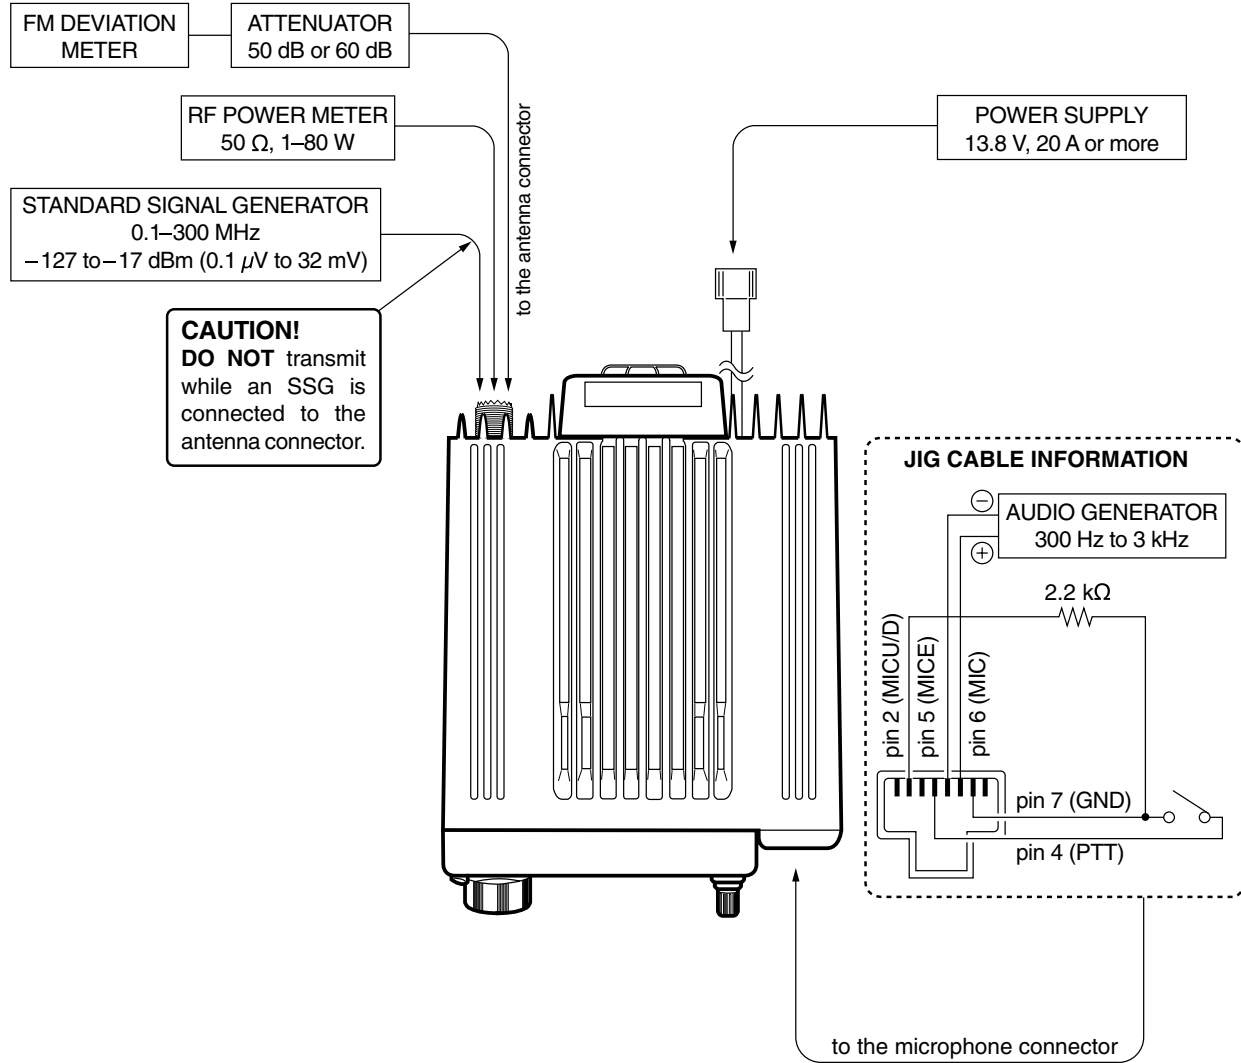 FM DEVIATION
METER
ATTENUATOR
50 dB or 60 dB
RF POWER METER
50 Ω, 1–80 W
STANDARD SIGNAL GENERATOR
0.1–300 MHz
–127 to–17 dBm (0.1 µV to 32 mV)
to the antenna connector
POWER SUPPLY
13.8 V, 20 A or more
CAUTION!
DO NOT transmit
while an SSG is
connected to the
antenna connector.
JIG CABLE INFORMATION
–
AUDIO GENERATOR
300 Hz to 3 kHz
+
2.2 kΩ
pin 2 (MICU/D)
pin 5 (MICE)
pin 6 (MIC)
pin 7 (GND)
pin 4 (PTT)
to the microphone connector